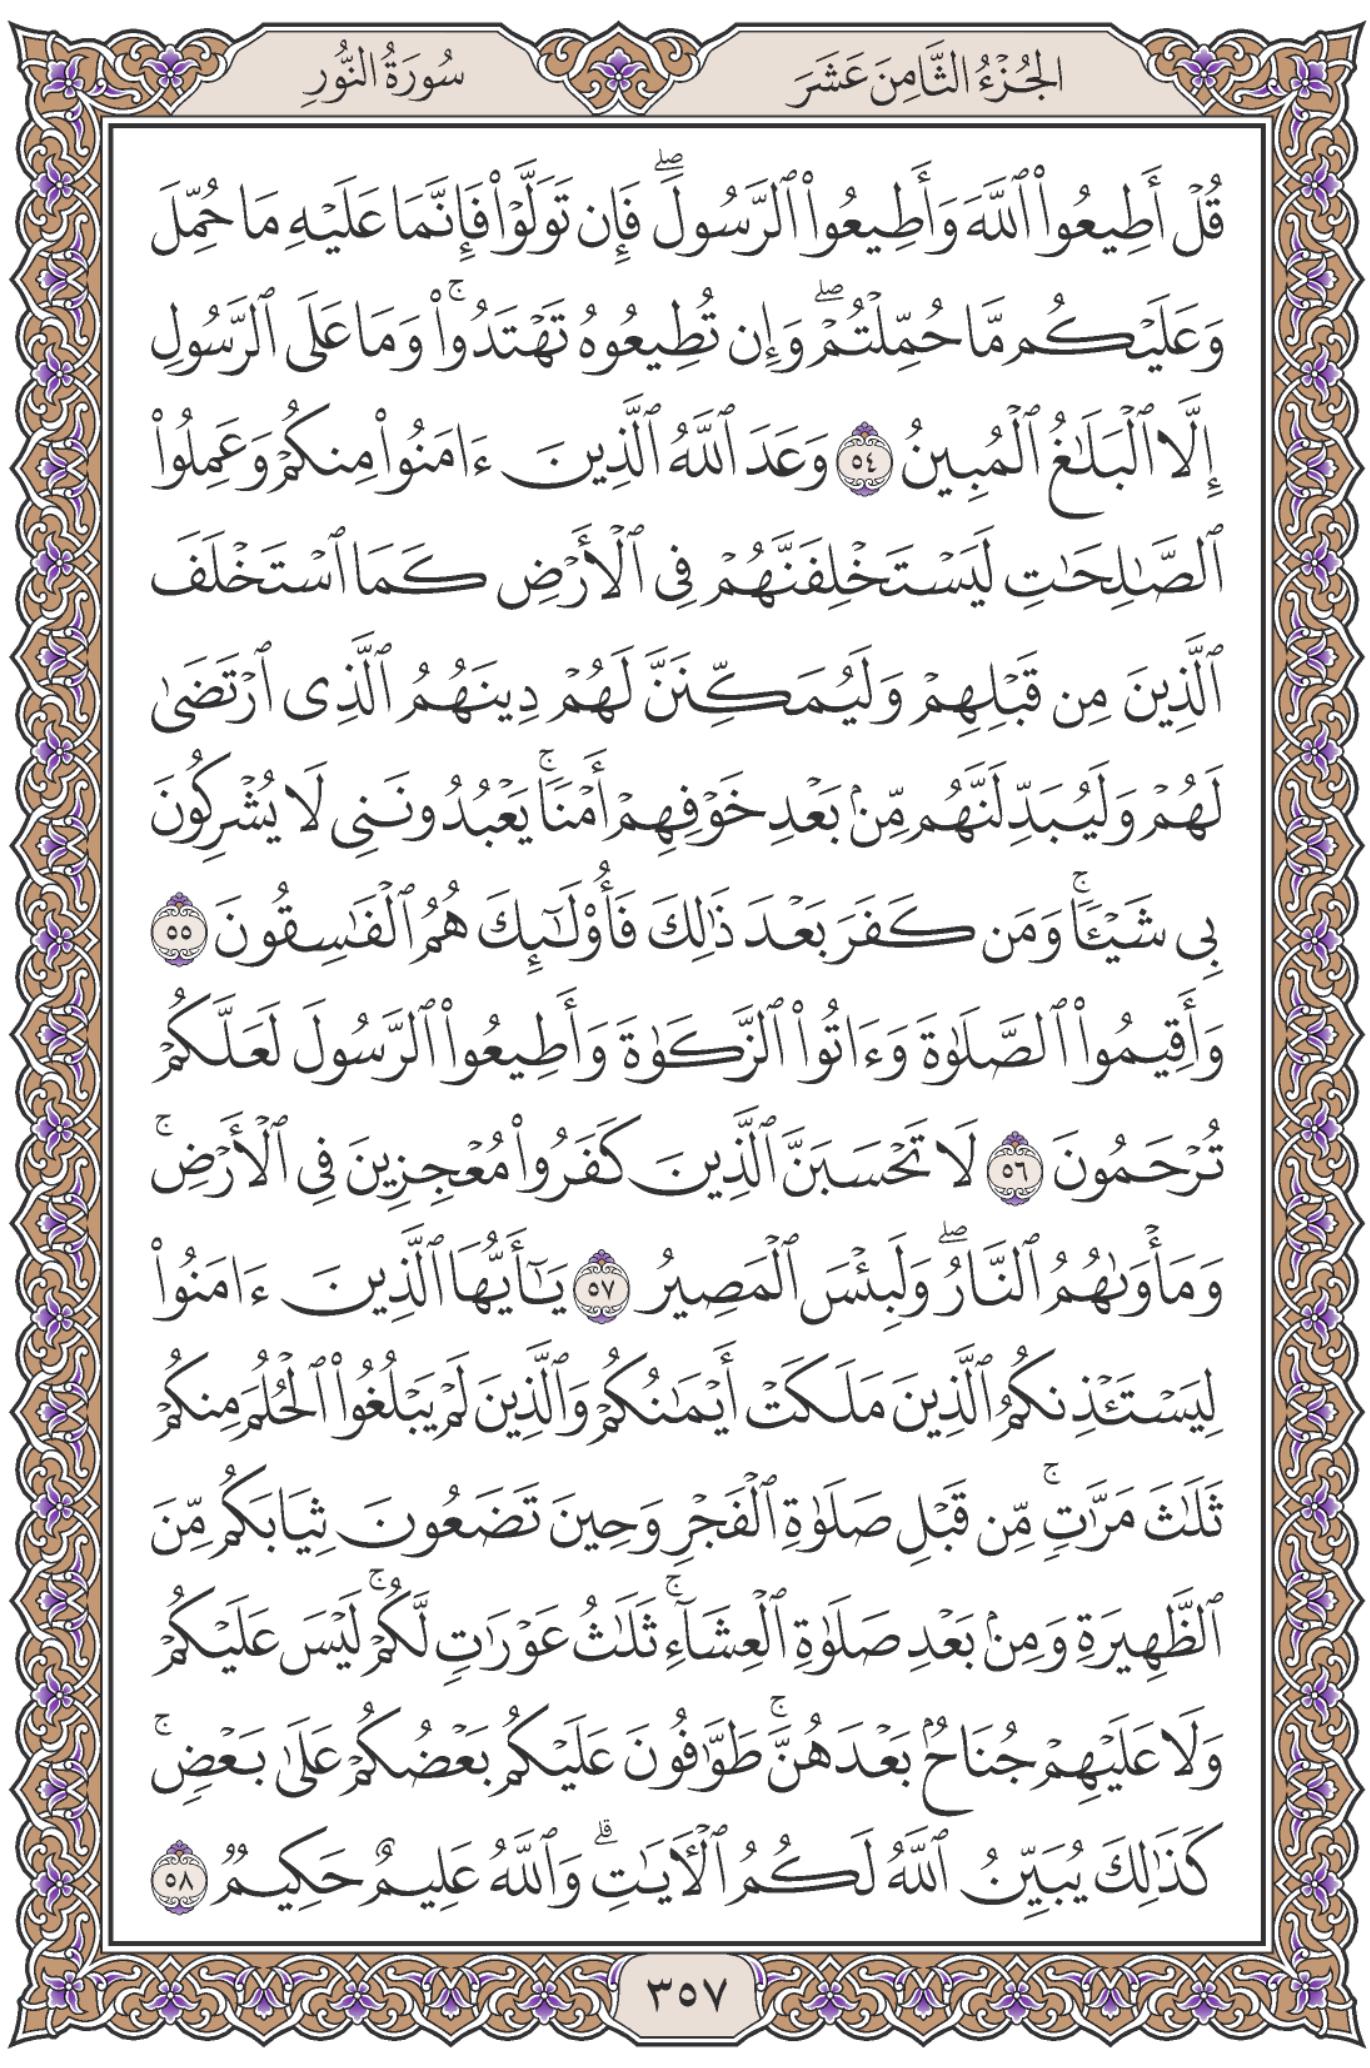 الجُزْءُ الثَّامِنَ عَشَرَ
سُورَةُ النُّورِ
قُلْ أَطِيعُوا۟ ٱللَّهَ وَأَطِيعُوا۟ ٱلرَّسُولَ ۖ فَإِن تَوَلَّوْا۟ فَإِنَّمَا عَلَيْهِ مَا حُمِّلَ
وَعَلَيْكُم مَّا حُمِّلْتُمْ ۖ وَإِن تُطِيعُوهُ تَهْتَدُوا۟ ۚ وَمَا عَلَى ٱلرَّسُولِ
إِلَّا ٱلْبَلَـٰغُ ٱلْمُبِينُ ٥٤ وَعَدَ ٱللَّهُ ٱلَّذِينَ ءَامَنُوا۟ مِنكُمْ وَعَمِلُوا۟
ٱلصَّـٰلِحَـٰتِ لَيَسْتَخْلِفَنَّهُمْ فِى ٱلْأَرْضِ كَمَا ٱسْتَخْلَفَ
ٱلَّذِينَ مِن قَبْلِهِمْ وَلَيُمَكِّنَنَّ لَهُمْ دِينَهُمُ ٱلَّذِى ٱرْتَضَىٰ
لَهُمْ وَلَيُبَدِّلَنَّهُم مِّنۢ بَعْدِ خَوْفِهِمْ أَمْنًا ۚ يَعْبُدُونَنِى لَا يُشْرِكُونَ
بِى شَيْـًٔا ۚ وَمَن كَفَرَ بَعْدَ ذَٰلِكَ فَأُو۟لَـٰٓئِكَ هُمُ ٱلْفَـٰسِقُونَ ٥٥
وَأَقِيمُوا۟ ٱلصَّلَوٰةَ وَءَاتُوا۟ ٱلزَّكَوٰةَ وَأَطِيعُوا۟ ٱلرَّسُولَ لَعَلَّكُمْ
تُرْحَمُونَ ٥٦ لَا تَحْسَبَنَّ ٱلَّذِينَ كَفَرُوا۟ مُعْجِزِينَ فِى ٱلْأَرْضِ ۚ
وَمَأْوَىٰهُمُ ٱلنَّارُ ۖ وَلَبِئْسَ ٱلْمَصِيرُ ٥٧ يَـٰٓأَيُّهَا ٱلَّذِينَ ءَامَنُوا۟
لِيَسْتَـْٔذِنكُمُ ٱلَّذِينَ مَلَكَتْ أَيْمَـٰنُكُمْ وَٱلَّذِينَ لَمْ يَبْلُغُوا۟ ٱلْحُلُمَ مِنكُمْ
ثَلَـٰثَ مَرَّٰتٍ ۚ مِّن قَبْلِ صَلَوٰةِ ٱلْفَجْرِ وَحِينَ تَضَعُونَ ثِيَابَكُم مِّنَ
ٱلظَّهِيرَةِ وَمِنۢ بَعْدِ صَلَوٰةِ ٱلْعِشَآءِ ۚ ثَلَـٰثُ عَوْرَٰتٍ لَّكُمْ ۚ لَيْسَ عَلَيْكُمْ
وَلَا عَلَيْهِمْ جُنَاحٌۢ بَعْدَهُنَّ ۚ طَوَّٰفُونَ عَلَيْكُم بَعْضُكُمْ عَلَىٰ بَعْضٍ ۚ
كَذَٰلِكَ يُبَيِّنُ ٱللَّهُ لَكُمُ ٱلْـَٔايَـٰتِ ۗ وَٱللَّهُ عَلِيمٌ حَكِيمٌ ٥٨
٣٥٧